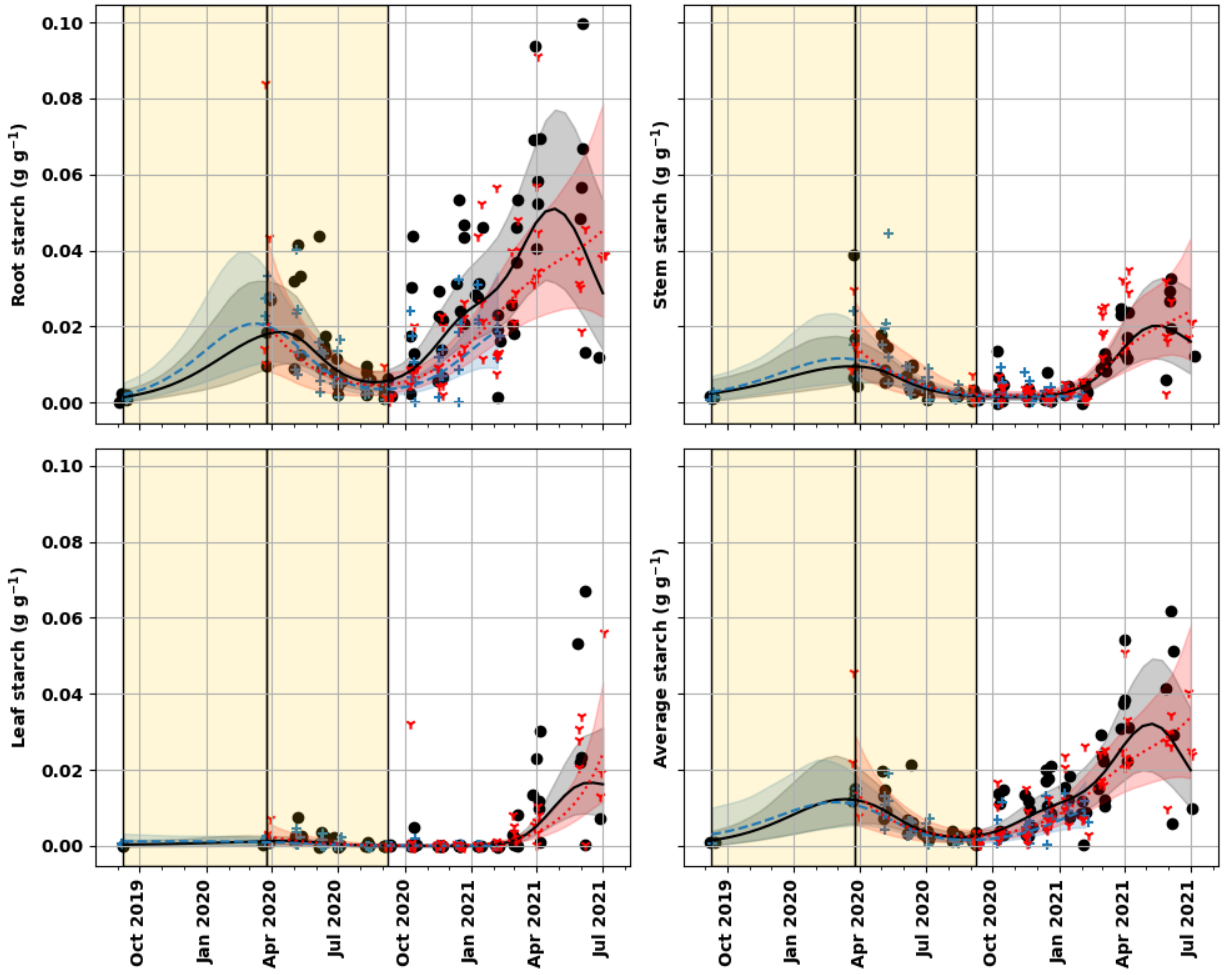 0.10
0.08
0.06
0.04
0.02
0.00
Root starch (g g⁻¹)
Stem starch (g g⁻¹)
0.10
0.08
0.06
0.04
0.02
0.00
Leaf starch (g g⁻¹)
Average starch (g g⁻¹)
Oct 2019
Jan 2020
Apr 2020
Jul 2020
Oct 2020
Jan 2021
Apr 2021
Jul 2021
Oct 2019
Jan 2020
Apr 2020
Jul 2020
Oct 2020
Jan 2021
Apr 2021
Jul 2021